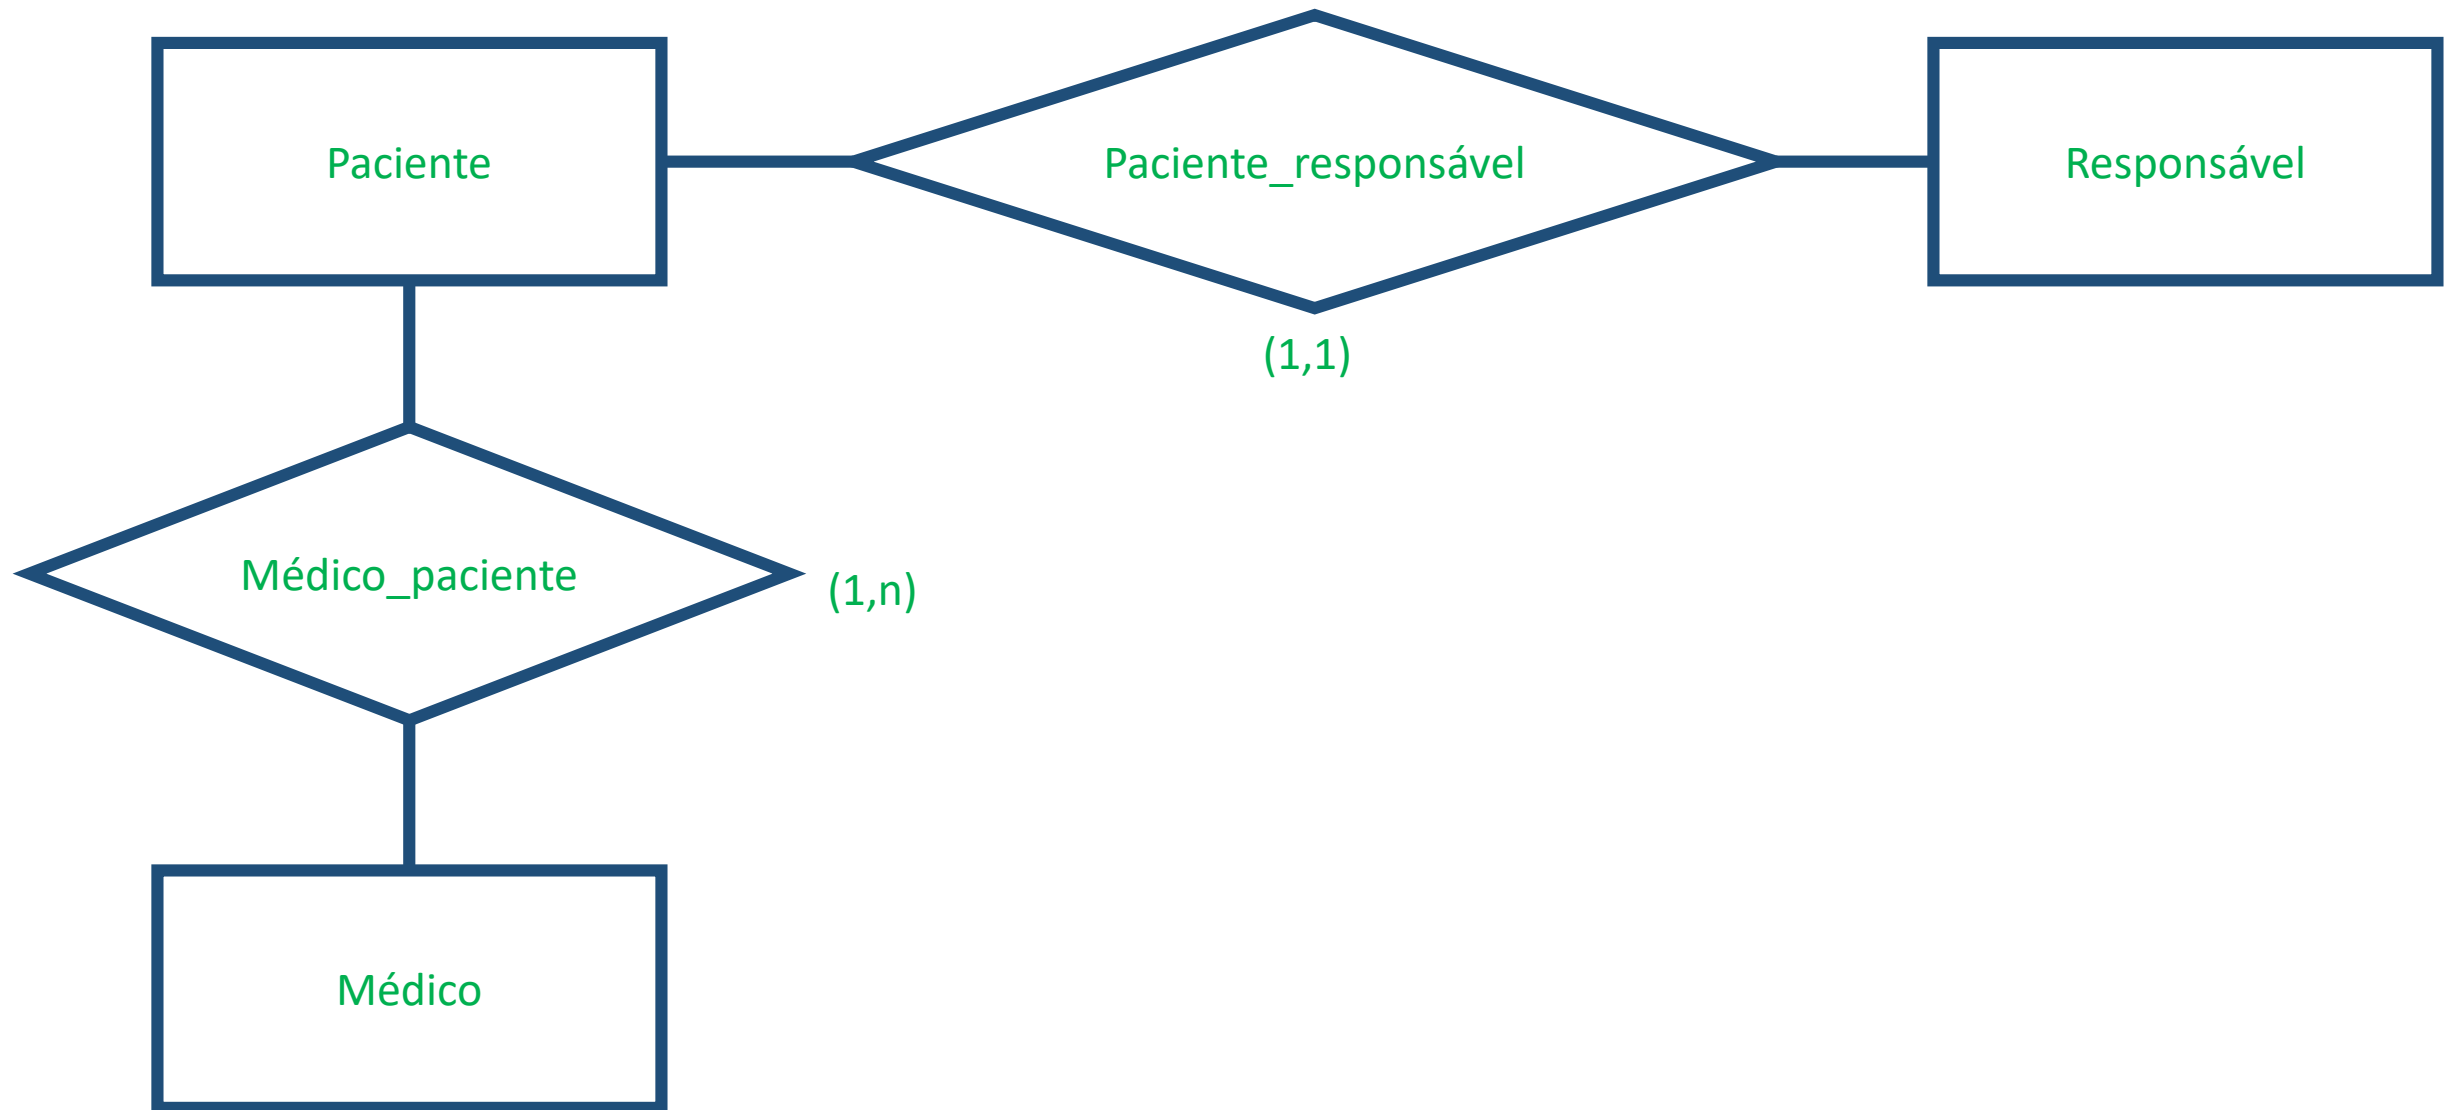 Paciente
Paciente_responsável
Responsável
(1,1)
Médico_paciente
(1,n)
Médico